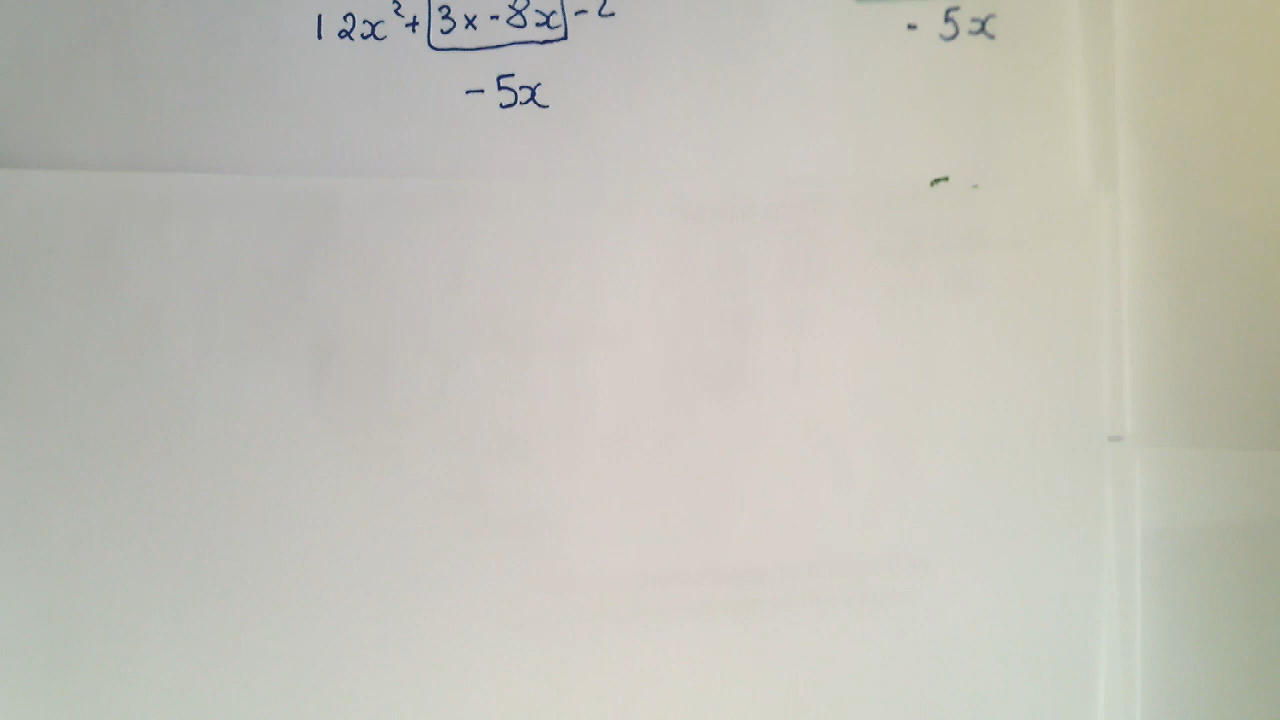 12x² + 3x - 8x - 2
- 5x
- 5x